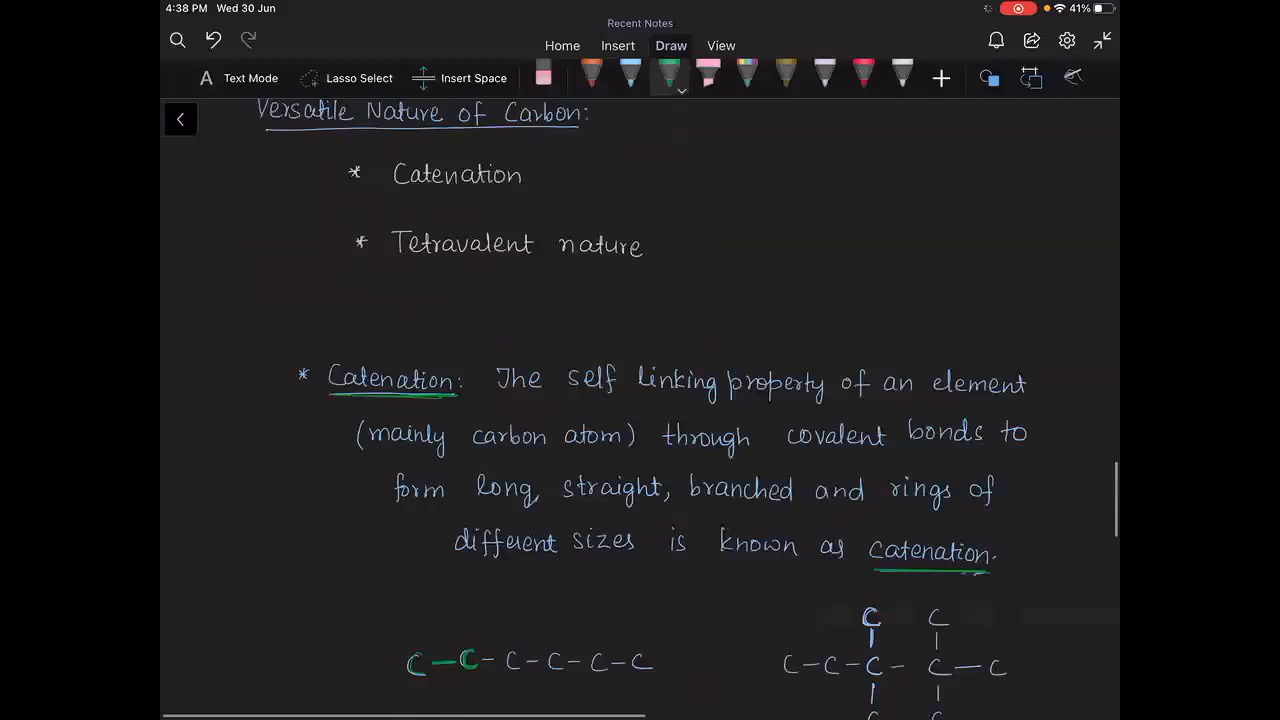 4:38 PM Wed 30 Jun
41%
Recent Notes
Home Insert Draw View
A Text Mode Lasso Select Insert Space
Versatile Nature of Carbon:
* Catenation
* Tetravalent nature
* Catenation: The self linking property of an element
(mainly carbon atom) through covalent bonds to
form long, straight, branched and rings of
different sizes is known as catenation.
C C
C-C-C-C-C-C C-C-C-C-C
C C